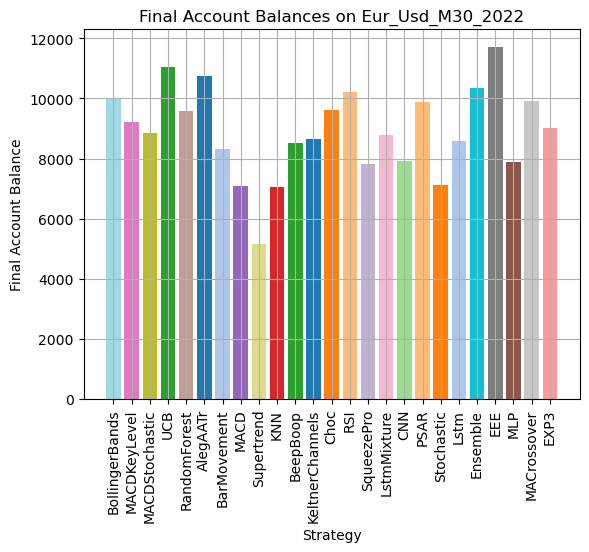 Final Account Balances on Eur_Usd_M30_2022
12000
10000
8000
6000
4000
2000
0
Final Account Balance
BollingerBands
MACDKeyLevel
MACDStochastic
UCB
RandomForest
AlegAATr
BarMovement
MACD
Supertrend
KNN
BeepBoop
KeltnerChannels
Choc
RSI
SqueezePro
LstmMixture
CNN
PSAR
Stochastic
Lstm
Ensemble
EEE
MLP
MACrossover
EXP3
Strategy